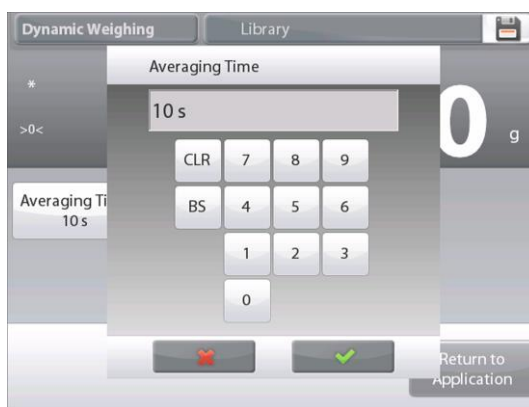 Dynamic Weighing
Library
Averaging Time
*
10 s
0
>0<
g
CLR 7 8 9
Averaging Ti
10 s
BS 4 5 6
1 2 3
0
Return to
Application